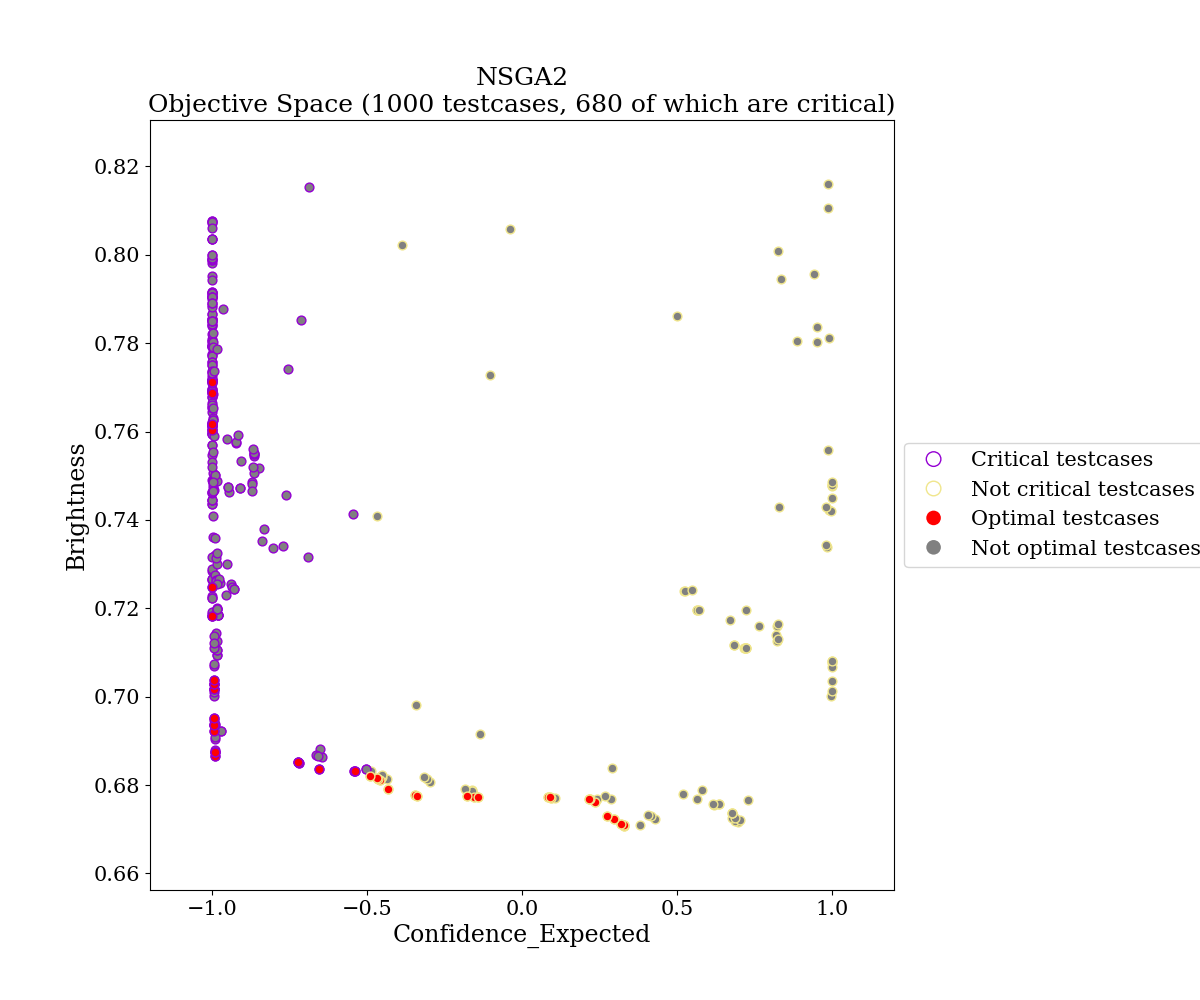 NSGA2
Objective Space (1000 testcases, 680 of which are critical)
0.82
0.80
0.78
0.76
0.74
0.72
0.70
0.68
0.66
Brightness
−1.0
−0.5
0.0
0.5
1.0
Confidence_Expected
Critical testcases
Not critical testcases
Optimal testcases
Not optimal testcases